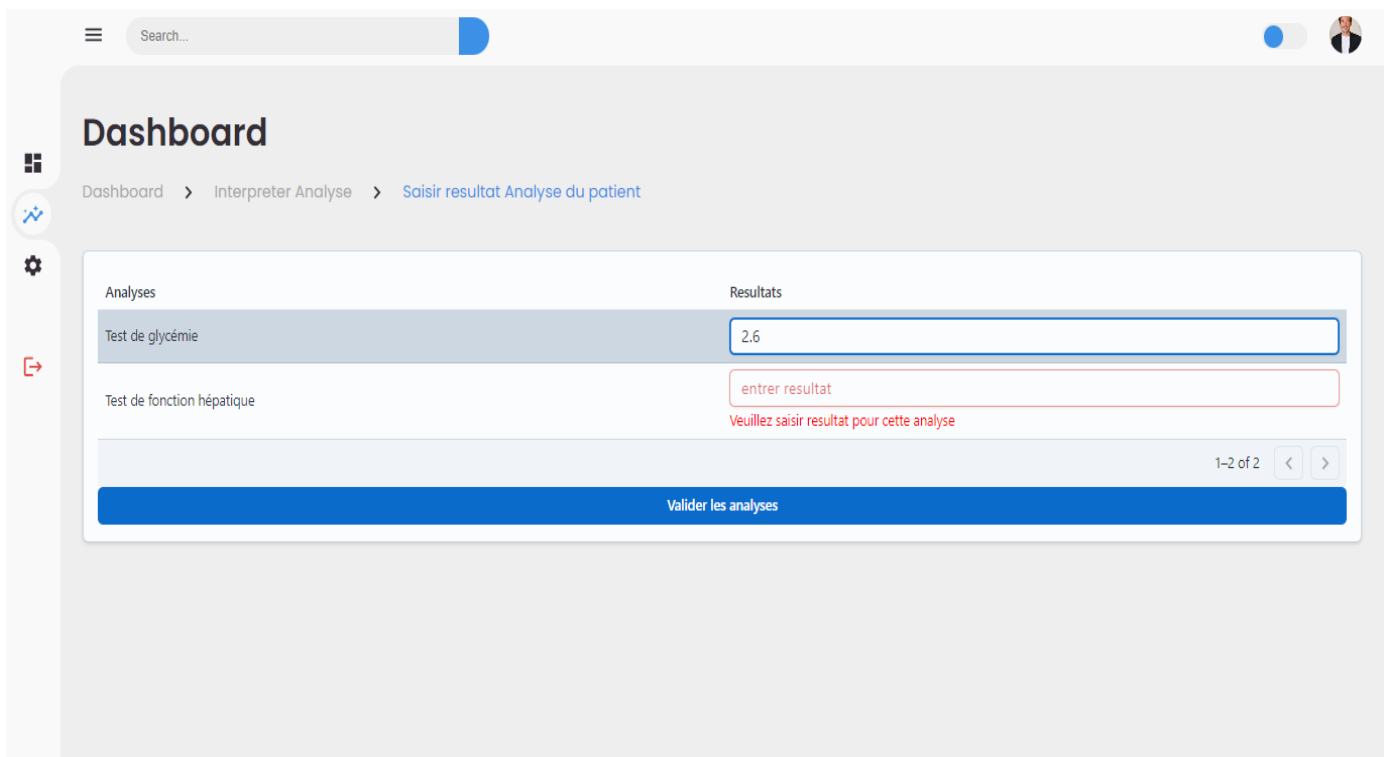 Search...
Dashboard
Dashboard > Interpreter Analyse > Saisir resultat Analyse du patient
Analyses Resultats
Test de glycémie 2.6
Test de fonction hépatique entrer resultat
Veuillez saisir resultat pour cette analyse
1–2 of 2
Valider les analyses